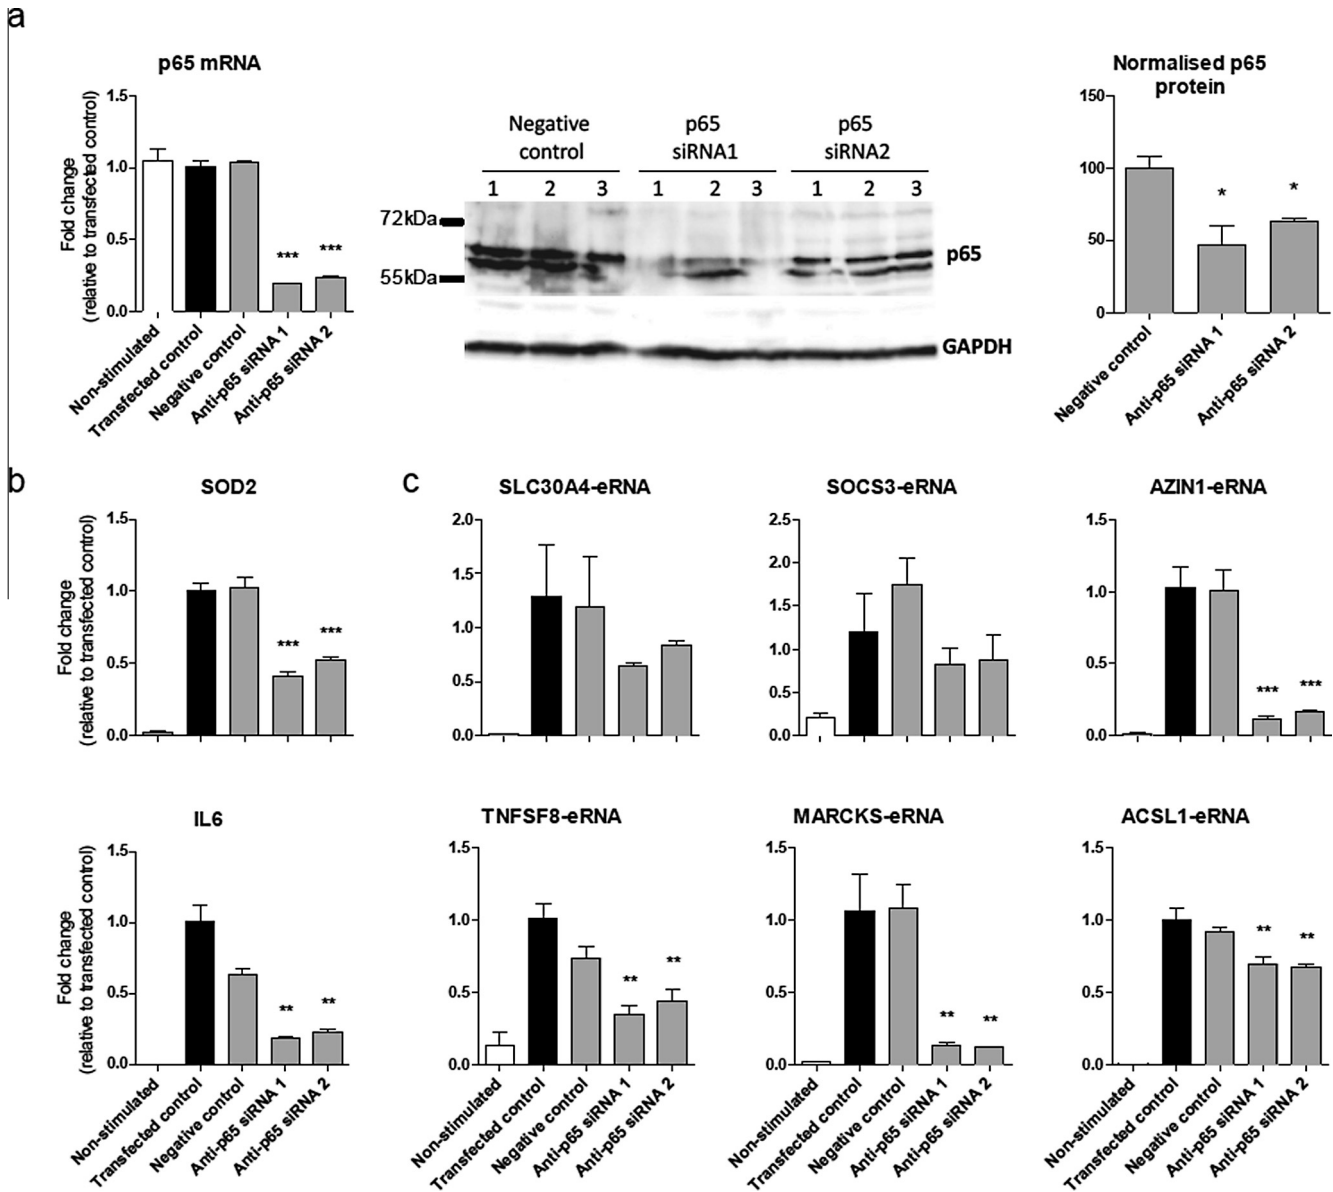 a
p65 mRNA
Fold change
(relative to transfected control)
1.5
1.0
0.5
0.0
***
***
Non-stimulated
Transfected control
Negative control
Anti-p65 siRNA 1
Anti-p65 siRNA 2
Negative control
p65 siRNA1
p65 siRNA2
1 2 3 1 2 3 1 2 3
72kDa
55kDa
p65
GAPDH
Normalised p65
protein
150
100
50
0
*
*
Negative control
Anti-p65 siRNA 1
Anti-p65 siRNA 2
b
SOD2
Fold change
(relative to transfected control)
1.5
1.0
0.5
0.0
***
***
c
SLC30A4-eRNA
2.0
1.5
1.0
0.5
0.0
SOCS3-eRNA
2.5
2.0
1.5
1.0
0.5
0.0
AZIN1-eRNA
1.5
1.0
0.5
0.0
***
***
IL6
Fold change
(relative to transfected control)
1.5
1.0
0.5
0.0
**
**
Non-stimulated
Transfected control
Negative control
Anti-p65 siRNA 1
Anti-p65 siRNA 2
TNFSF8-eRNA
1.5
1.0
0.5
0.0
**
**
Non-stimulated
Transfected control
Negative control
Anti-p65 siRNA 1
Anti-p65 siRNA 2
MARCKS-eRNA
1.5
1.0
0.5
0.0
**
**
Non-stimulated
Transfected control
Negative control
Anti-p65 siRNA 1
Anti-p65 siRNA 2
ACSL1-eRNA
1.5
1.0
0.5
0.0
**
**
Non-stimulated
Transfected control
Negative control
Anti-p65 siRNA 1
Anti-p65 siRNA 2